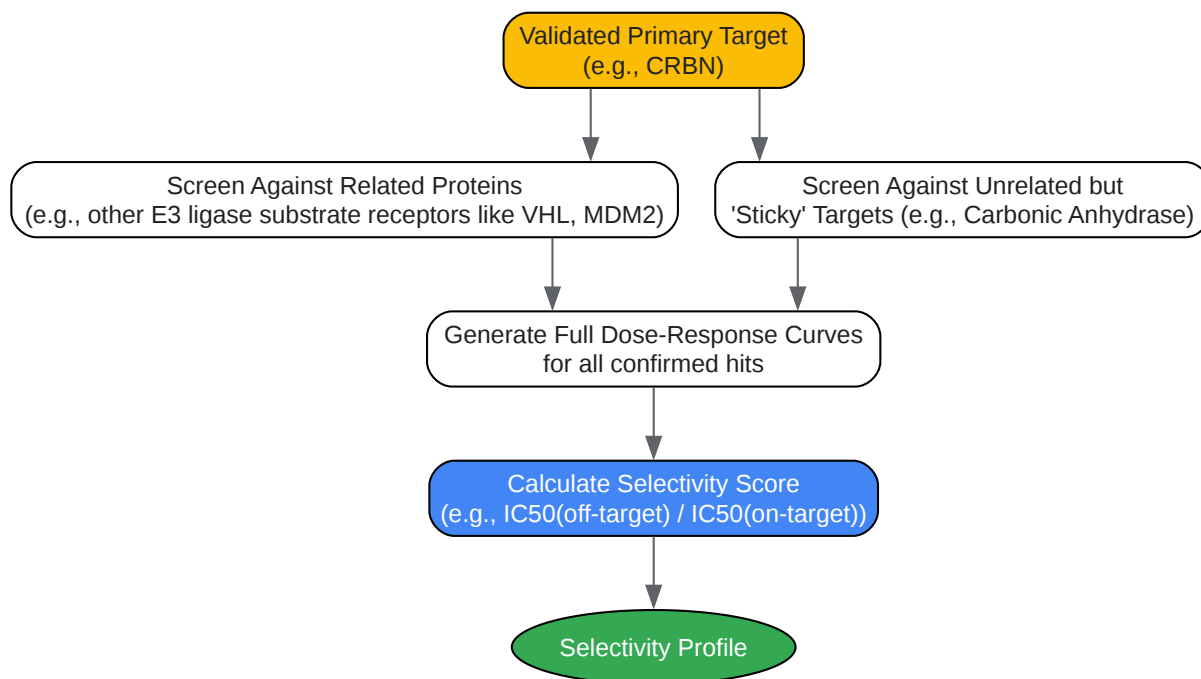 Validated Primary Target
(e.g., CRBN)
Screen Against Related Proteins
(e.g., other E3 ligase substrate receptors like VHL, MDM2)
Screen Against Unrelated but
'Sticky' Targets (e.g., Carbonic Anhydrase)
Generate Full Dose-Response Curves
for all confirmed hits
Calculate Selectivity Score
(e.g., IC50(off-target) / IC50(on-target))
Selectivity Profile